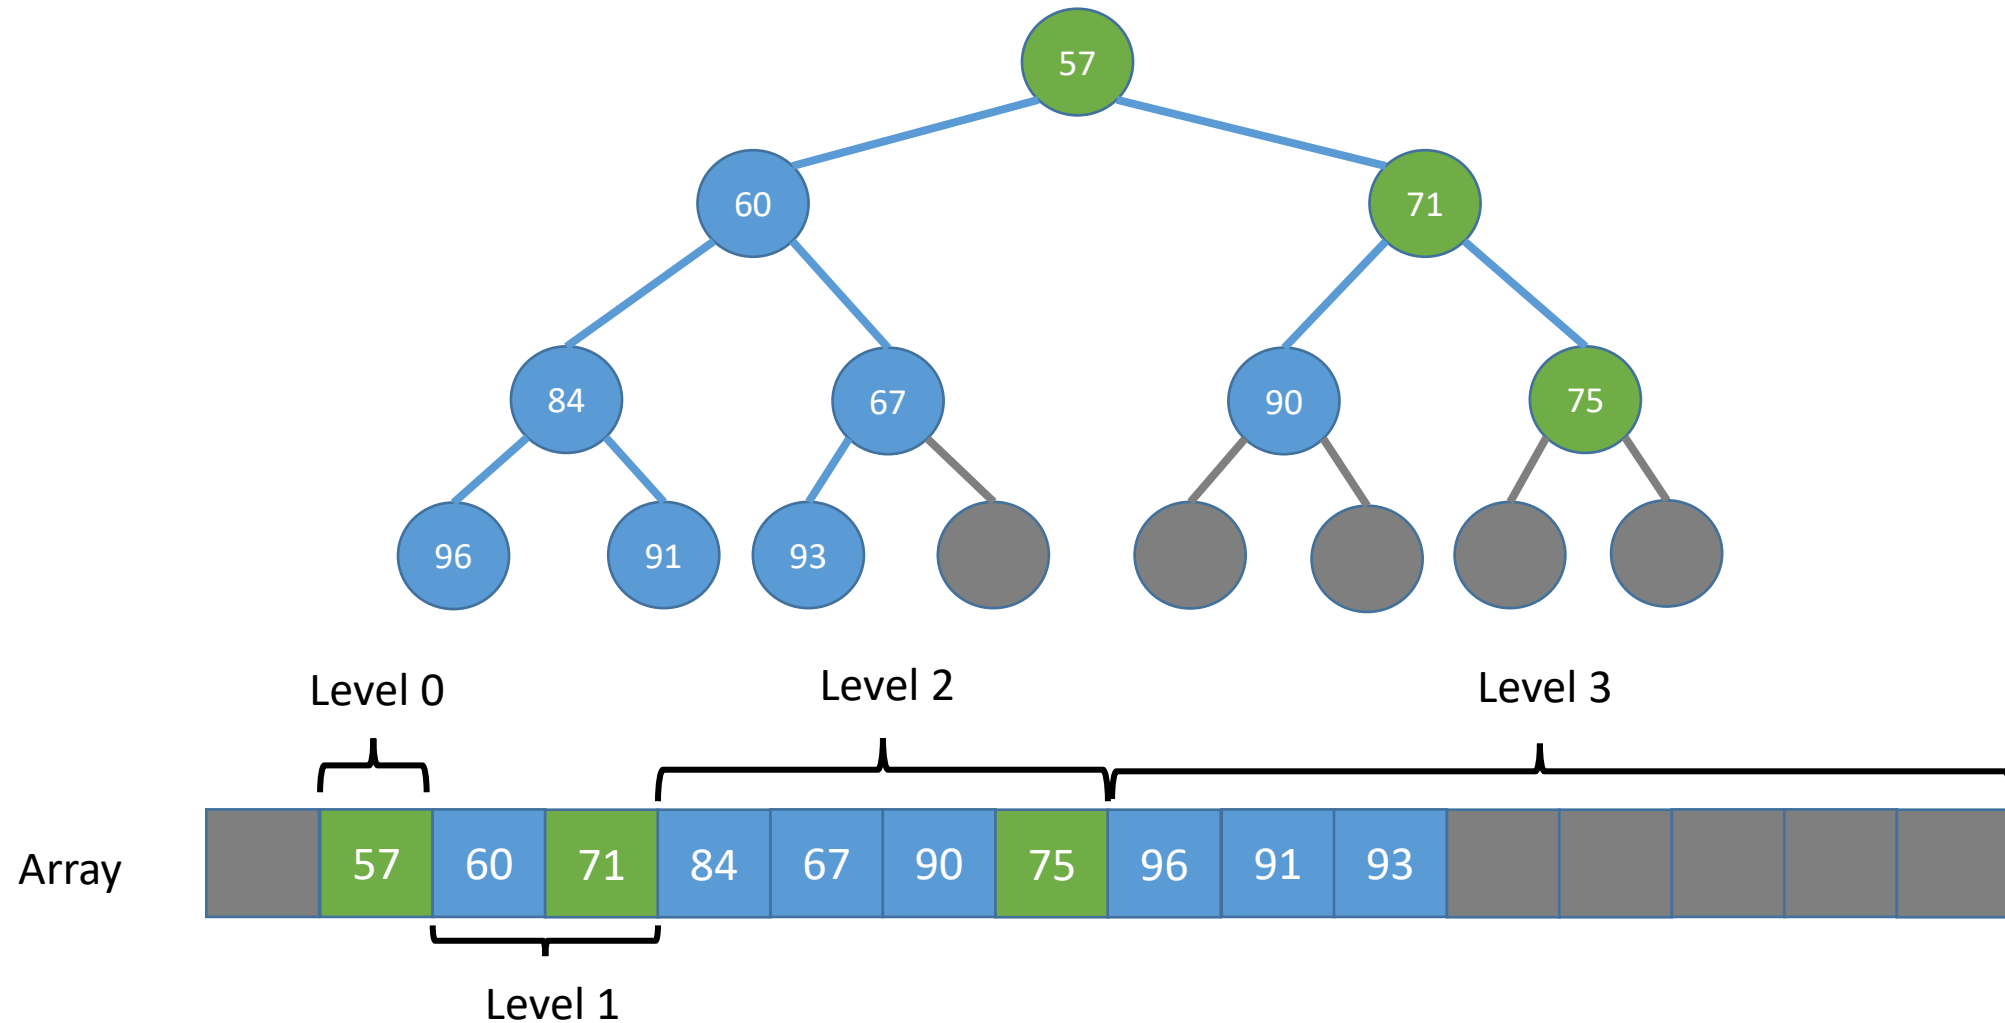 57
60 71
84 67 90 75
96 91 93
Level 0 Level 2 Level 3
Array 57 60 71 84 67 90 75 96 91 93
Level 1